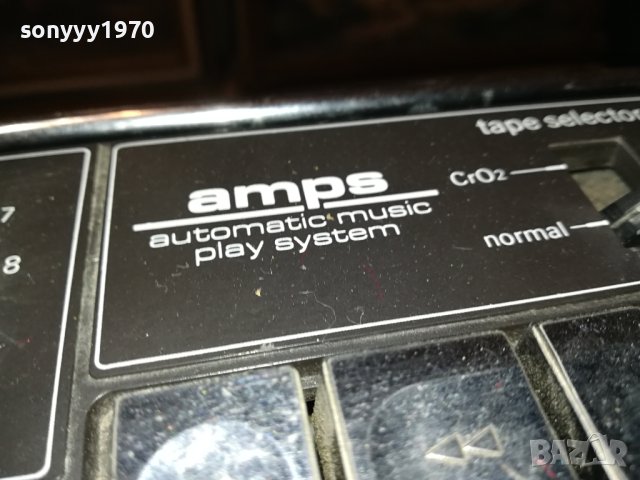 sonyyy1970
tape selector
amps
automatic music
play system
CrO2
normal
7
8
BAZAR